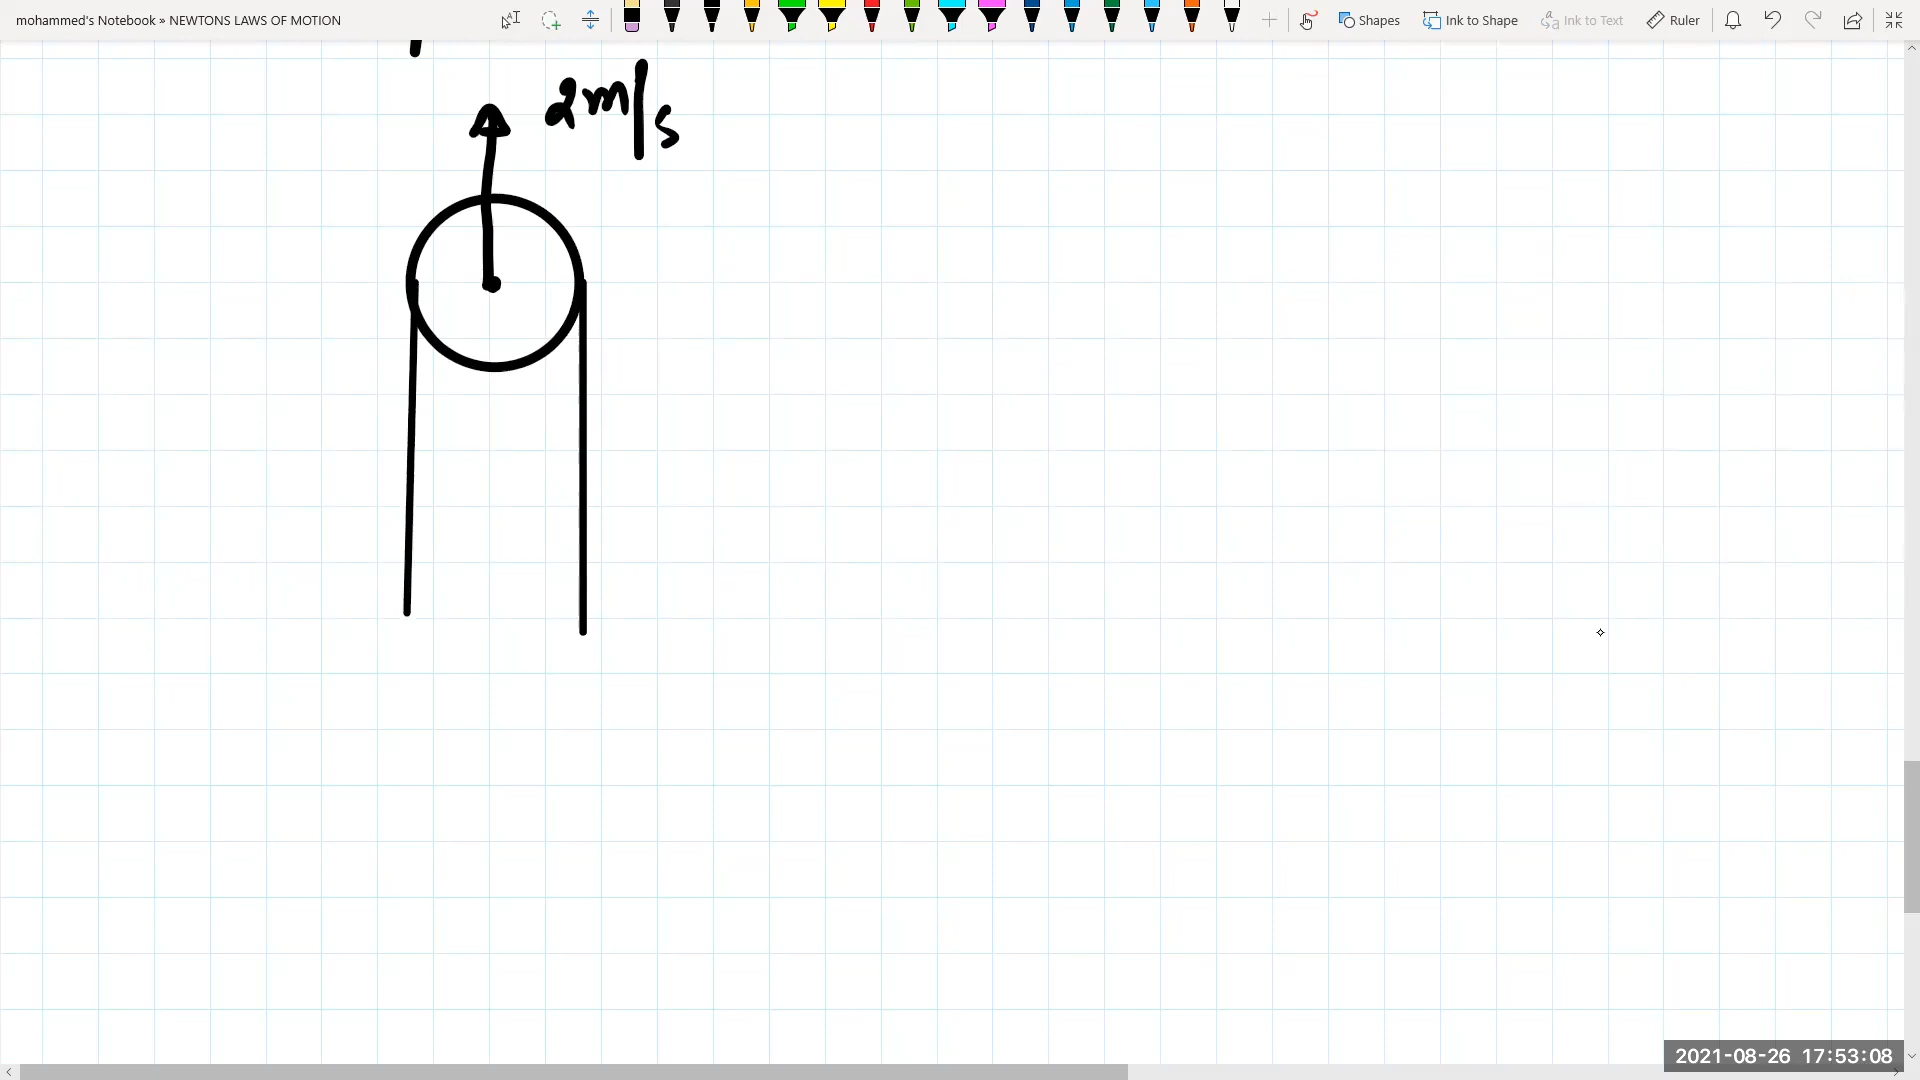 mohammed's Notebook » NEWTONS LAWS OF MOTION
Shapes
Ink to Shape
Ink to Text
Ruler
2m/s
2021-08-26 17:53:08